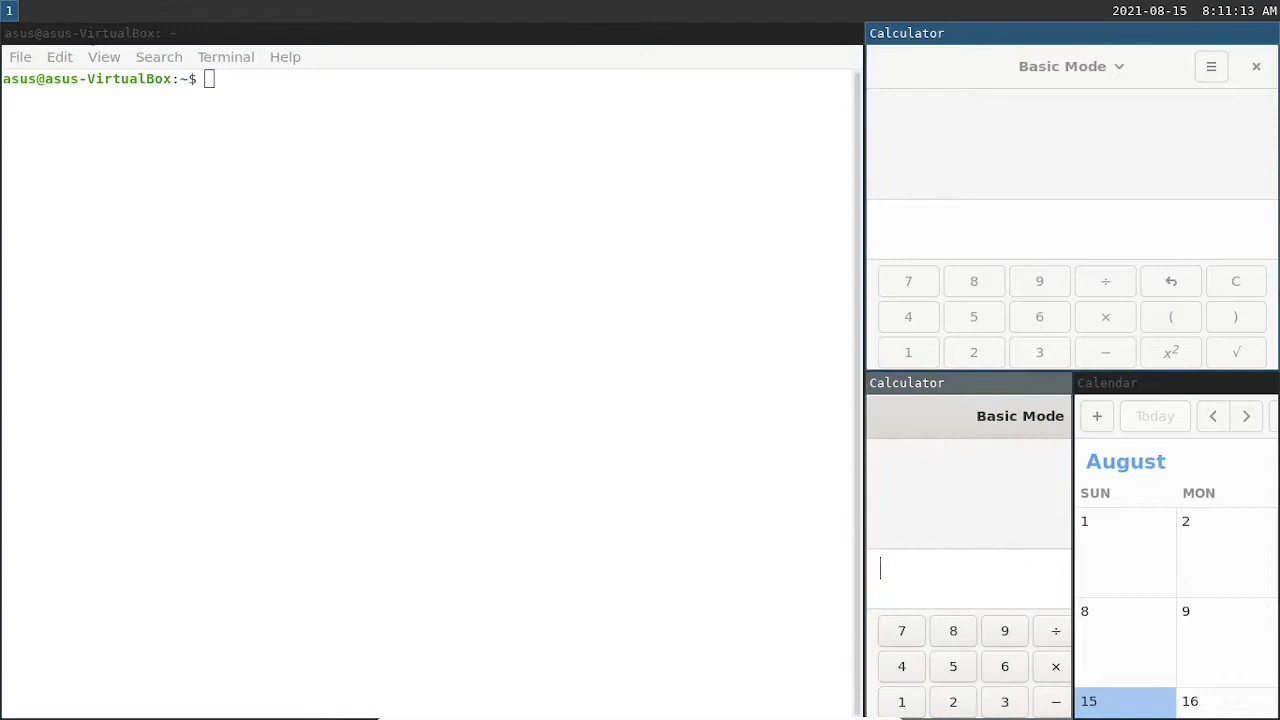 1
2021-08-15 8:11:13 AM
asus@asus-VirtualBox: ~
File Edit View Search Terminal Help
asus@asus-VirtualBox:~$
Calculator
Basic Mode
7 8 9 ÷ C
4 5 6 × ( )
1 2 3 − x² √
Calculator
Basic Mode
7 8 9 ÷
4 5 6 ×
1 2 3 −
Calendar
+ Today
August
SUN MON
1 2
8 9
15 16